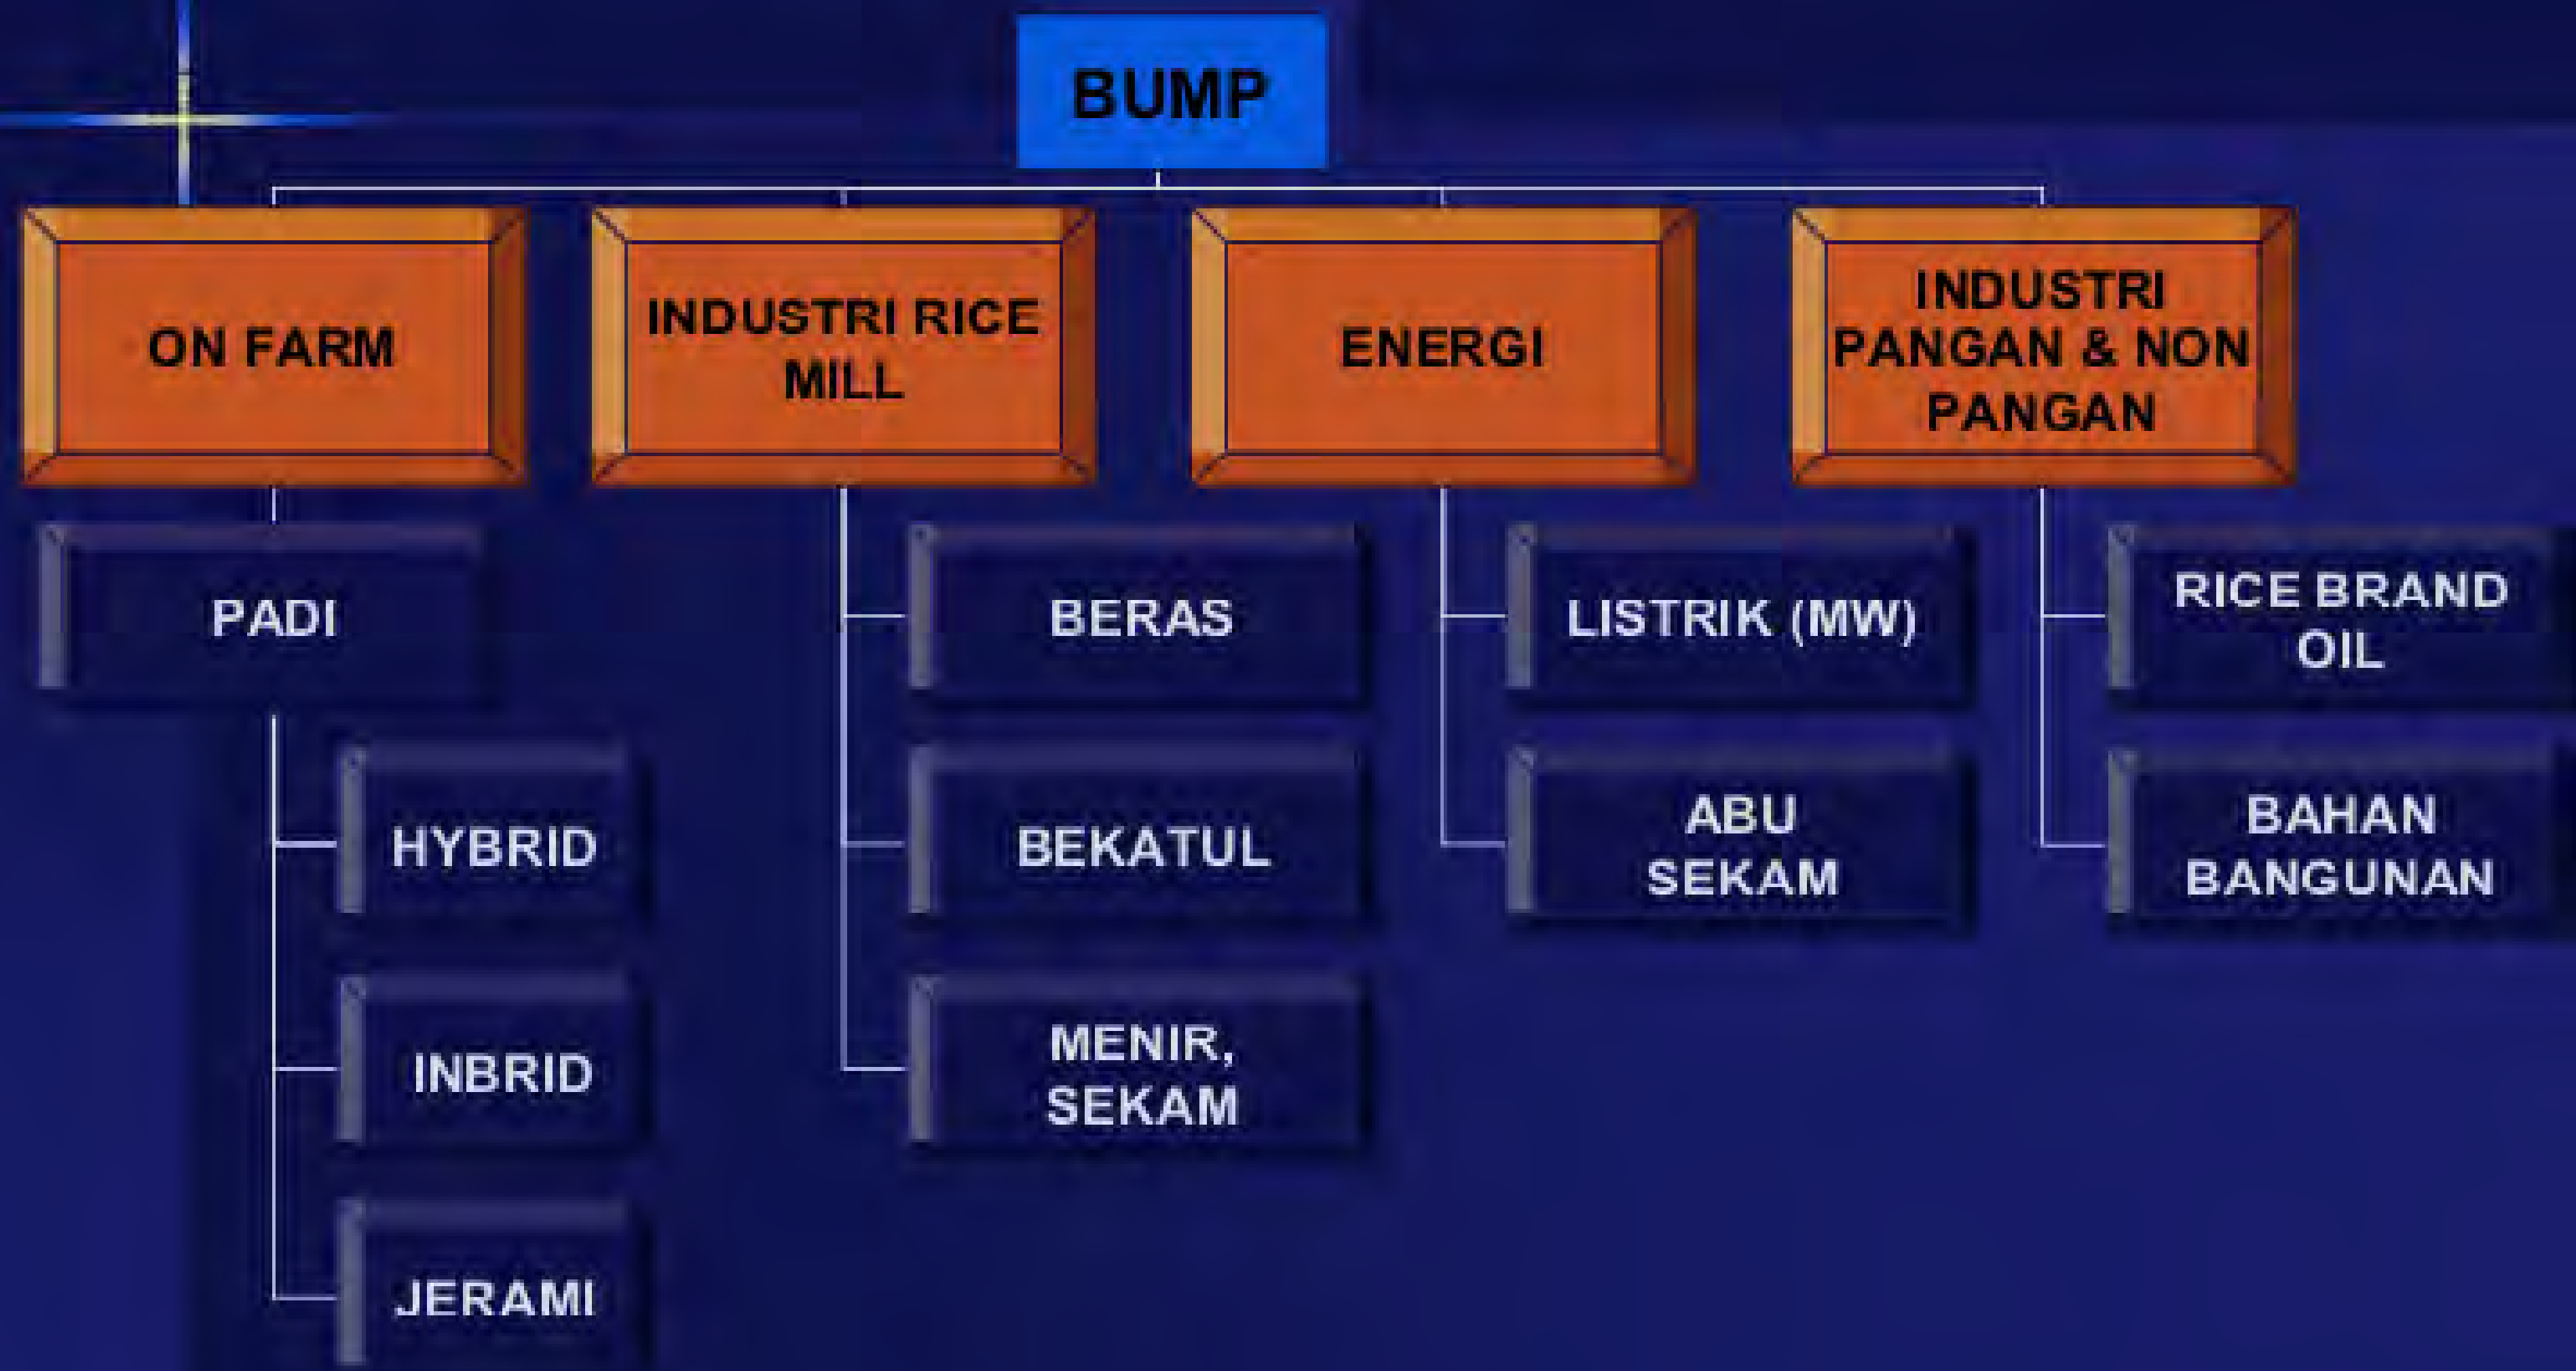 BUMP
ON FARM
INDUSTRI RICE
MILL
ENERGI
INDUSTRI
PANGAN & NON
PANGAN
PADI
HYBRID
INBRID
JERAMI
BERAS
BEKATUL
MENIR,
SEKAM
LISTRIK (MW)
ABU
SEKAM
RICE BRAND
OIL
BAHAN
BANGUNAN